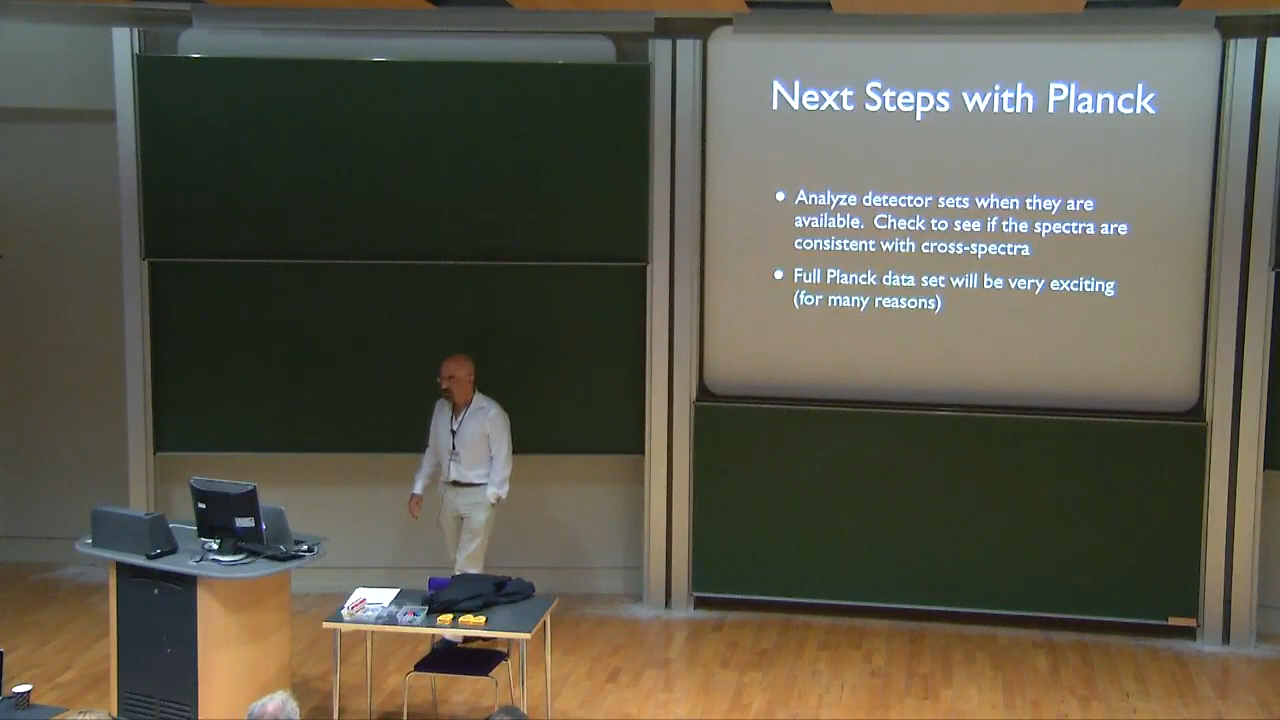 Next Steps with Planck
• Analyze detector sets when they are
available. Check to see if the spectra are
consistent with cross-spectra
• Full Planck data set will be very exciting
(for many reasons)